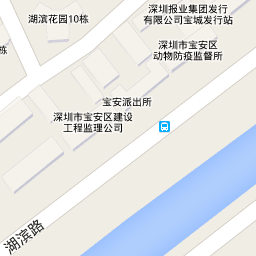 湖滨花园10栋
深圳报业集团发行
有限公司宝城发行站
栋
深圳市宝安区
动物防疫监督所
宝安派出所
深圳市宝安区建设
工程监理公司
湖滨路